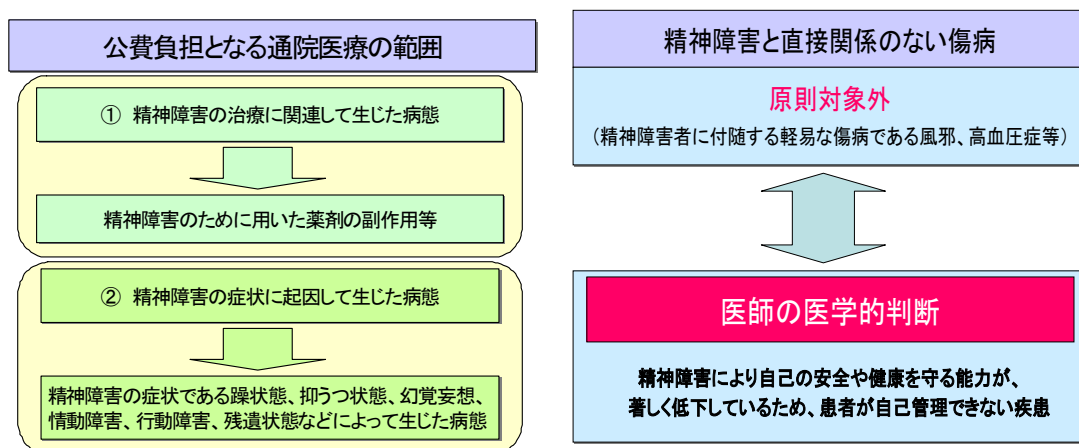 公費負担となる通院医療の範囲
① 精神障害の治療に関連して生じた病態
精神障害のために用いた薬剤の副作用等
② 精神障害の症状に起因して生じた病態
精神障害の症状である躁状態、抑うつ状態、幻覚妄想、
情動障害、行動障害、残遺状態などによって生じた病態
精神障害と直接関係のない傷病
原則対象外
（精神障害者に付随する軽易な傷病である風邪、高血圧症等）
医師の医学的判断
精神障害により自己の安全や健康を守る能力が、
著しく低下しているため、患者が自己管理できない疾患